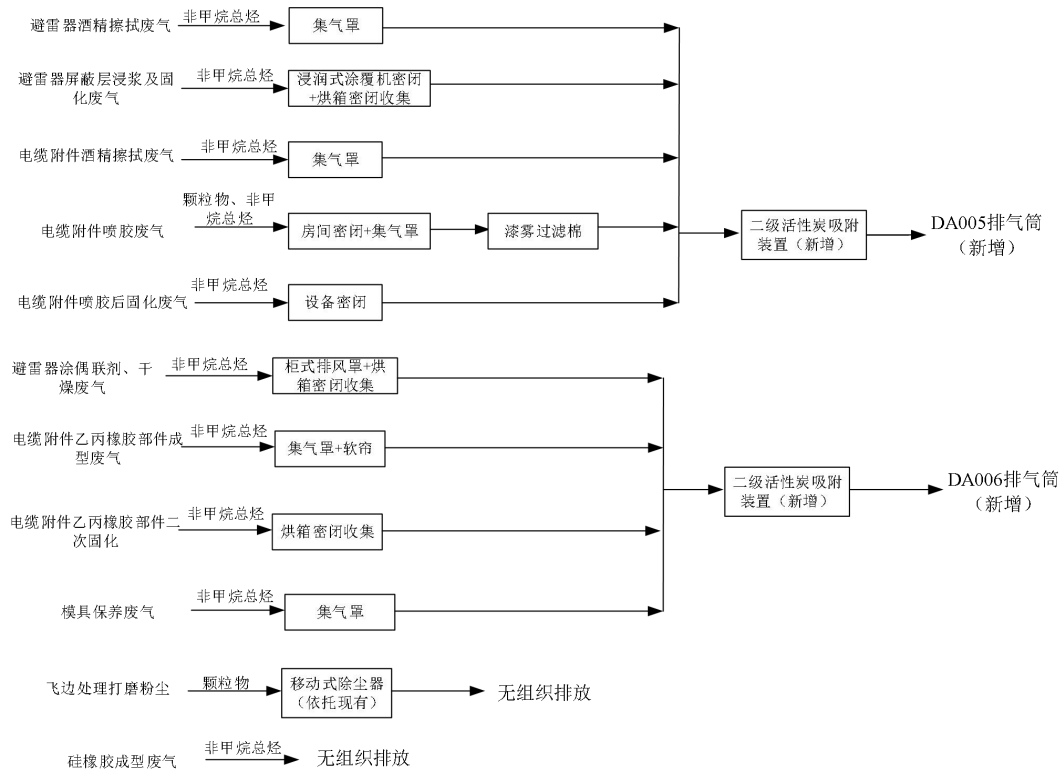 避雷器酒精擦拭废气
非甲烷总烃
集气罩
避雷器屏蔽层浸浆及固
化废气
非甲烷总烃
浸润式涂覆机密闭
+烘箱密闭收集
电缆附件酒精擦拭废气
非甲烷总烃
集气罩
电缆附件喷胶废气
颗粒物、非甲
烷总烃
房间密闭+集气罩
漆雾过滤棉
电缆附件喷胶后固化废气
非甲烷总烃
设备密闭
二级活性炭吸附
装置（新增）
DA005排气筒
（新增）
避雷器涂偶联剂、干
燥废气
非甲烷总烃
柜式排风罩+烘
箱密闭收集
电缆附件乙丙橡胶部件成
型废气
非甲烷总烃
集气罩+软帘
电缆附件乙丙橡胶部件二
次固化
非甲烷总烃
烘箱密闭收集
模具保养废气
非甲烷总烃
集气罩
二级活性炭吸附
装置（新增）
DA006排气筒
（新增）
飞边处理打磨粉尘
颗粒物
移动式除尘器
（依托现有）
无组织排放
硅橡胶成型废气
非甲烷总烃
无组织排放